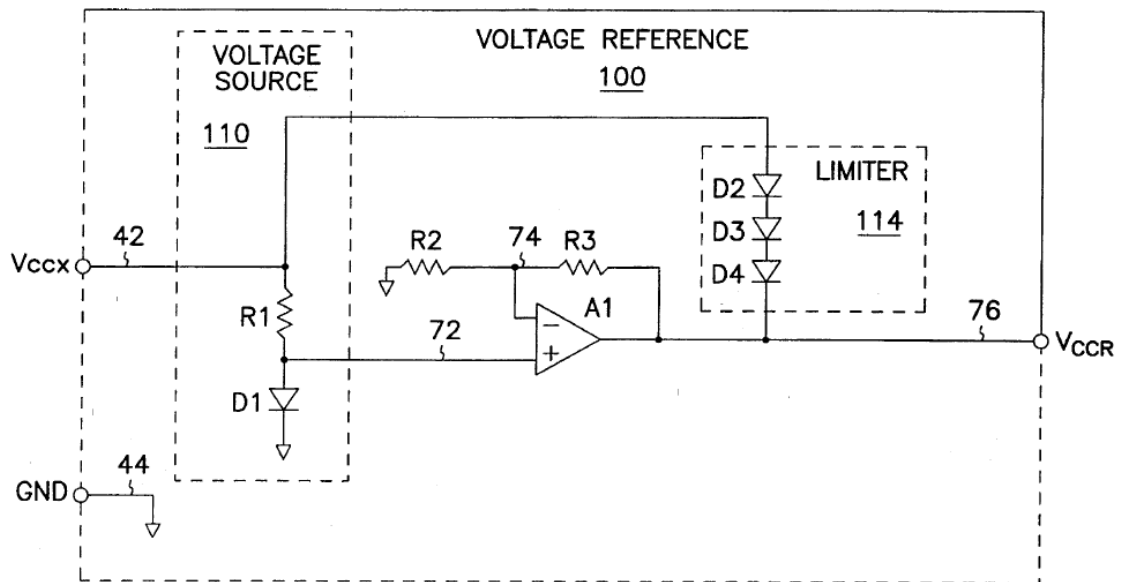 VOLTAGE REFERENCE
100
VOLTAGE
SOURCE
110
LIMITER
114
D2
D3
D4
42
VCCX
R1
R2
74
R3
A1
−
+
72
76
VCCR
D1
44
GND